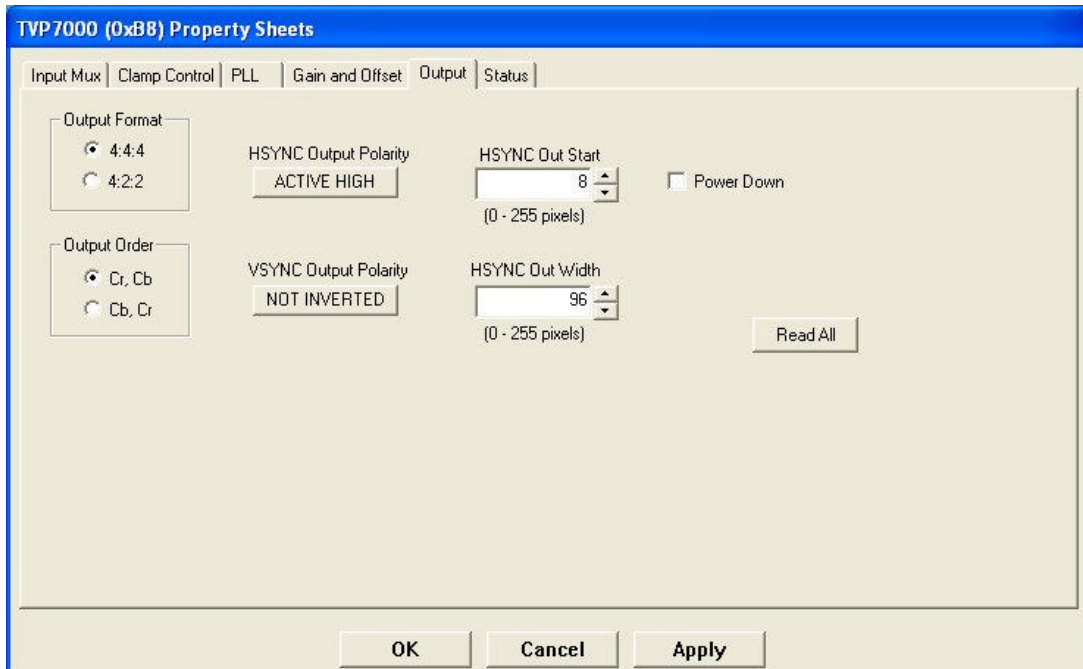 TVP7000 (0xB8) Property Sheets
Input Mux Clamp Control PLL Gain and Offset Output Status
Output Format
4:4:4
4:2:2
HSYNC Output Polarity
ACTIVE HIGH
HSYNC Out Start
8
(0 - 255 pixels)
Power Down
Output Order
Cr, Cb
Cb, Cr
VSYNC Output Polarity
NOT INVERTED
HSYNC Out Width
96
(0 - 255 pixels)
Read All
OK Cancel Apply